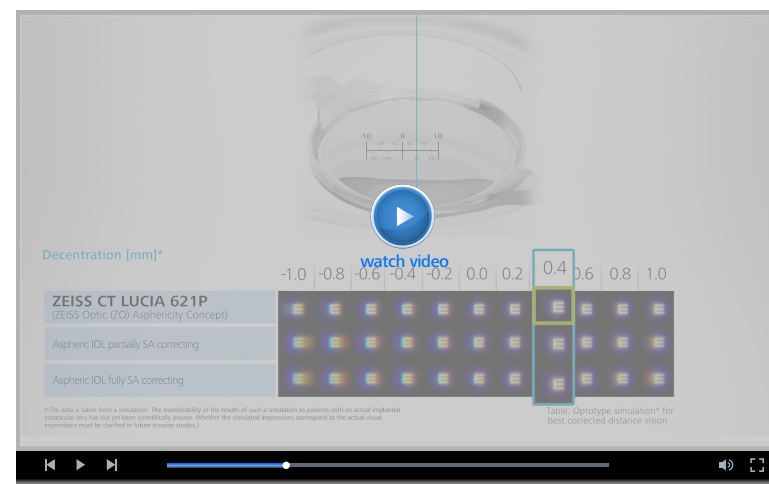 -1.0 0 1.0
watch video
Decentration [mm]*
-1.0 -0.8 -0.6 -0.4 -0.2 0.0 0.2 0.4 0.6 0.8 1.0
ZEISS CT LUCIA 621P
(ZEISS Optic (ZO) Asphericity Concept)
E E E E E E E E E E E
Aspheric IOL partially SA correcting
E E E E E E E E E E E
Aspheric IOL fully SA correcting
E E E E E E E E E E E
(*The data is taken from a simulation. The transferability of the results of such a simulation to patients with an actual implanted
intraocular lens has not yet been scientifically proven. Whether the simulated impressions correspond to the actual visual
impressions must be clarified in future invasive studies.)
Table: Optotype simulation* for
best corrected distance vision